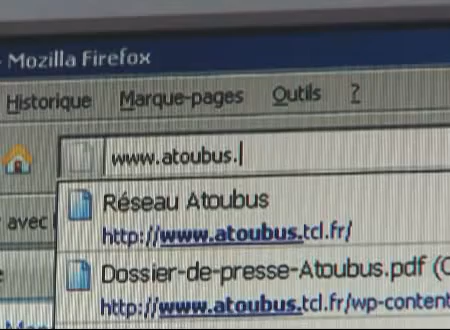 - Mozilla Firefox
Historique Marque-pages Outils ?
www.atoubus.
avec
Réseau Atoubus
http://www.atoubus.tcl.fr/
Dossier-de-presse-Atoubus.pdf (
http://www.atoubus.tcl.fr/wp-content